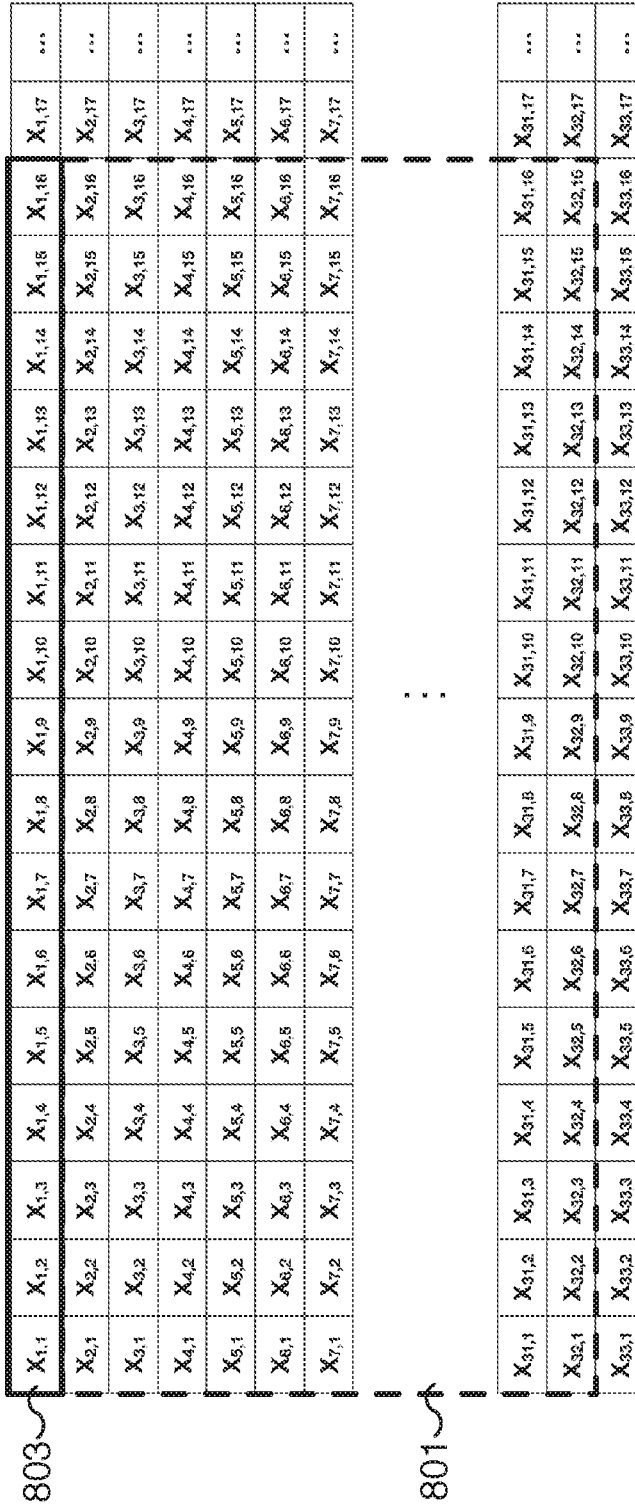 803
X1,1 X1,2 X1,3 X1,4 X1,5 X1,6 X1,7 X1,8 X1,9 X1,10 X1,11 X1,12 X1,13 X1,14 X1,15 X1,16 X1,17 ...
X2,1 X2,2 X2,3 X2,4 X2,5 X2,6 X2,7 X2,8 X2,9 X2,10 X2,11 X2,12 X2,13 X2,14 X2,15 X2,16 X2,17 ...
X3,1 X3,2 X3,3 X3,4 X3,5 X3,6 X3,7 X3,8 X3,9 X3,10 X3,11 X3,12 X3,13 X3,14 X3,15 X3,16 X3,17 ...
X4,1 X4,2 X4,3 X4,4 X4,5 X4,6 X4,7 X4,8 X4,9 X4,10 X4,11 X4,12 X4,13 X4,14 X4,15 X4,16 X4,17 ...
X5,1 X5,2 X5,3 X5,4 X5,5 X5,6 X5,7 X5,8 X5,9 X5,10 X5,11 X5,12 X5,13 X5,14 X5,15 X5,16 X5,17 ...
X6,1 X6,2 X6,3 X6,4 X6,5 X6,6 X6,7 X6,8 X6,9 X6,10 X6,11 X6,12 X6,13 X6,14 X6,15 X6,16 X6,17 ...
X7,1 X7,2 X7,3 X7,4 X7,5 X7,6 X7,7 X7,8 X7,9 X7,10 X7,11 X7,12 X7,13 X7,14 X7,15 X7,16 X7,17 ...
801
...
X31,1 X31,2 X31,3 X31,4 X31,5 X31,6 X31,7 X31,8 X31,9 X31,10 X31,11 X31,12 X31,13 X31,14 X31,15 X31,16 X31,17 ...
X32,1 X32,2 X32,3 X32,4 X32,5 X32,6 X32,7 X32,8 X32,9 X32,10 X32,11 X32,12 X32,13 X32,14 X32,15 X32,16 X32,17 ...
X33,1 X33,2 X33,3 X33,4 X33,5 X33,6 X33,7 X33,8 X33,9 X33,10 X33,11 X33,12 X33,13 X33,14 X33,15 X33,16 X33,17 ...